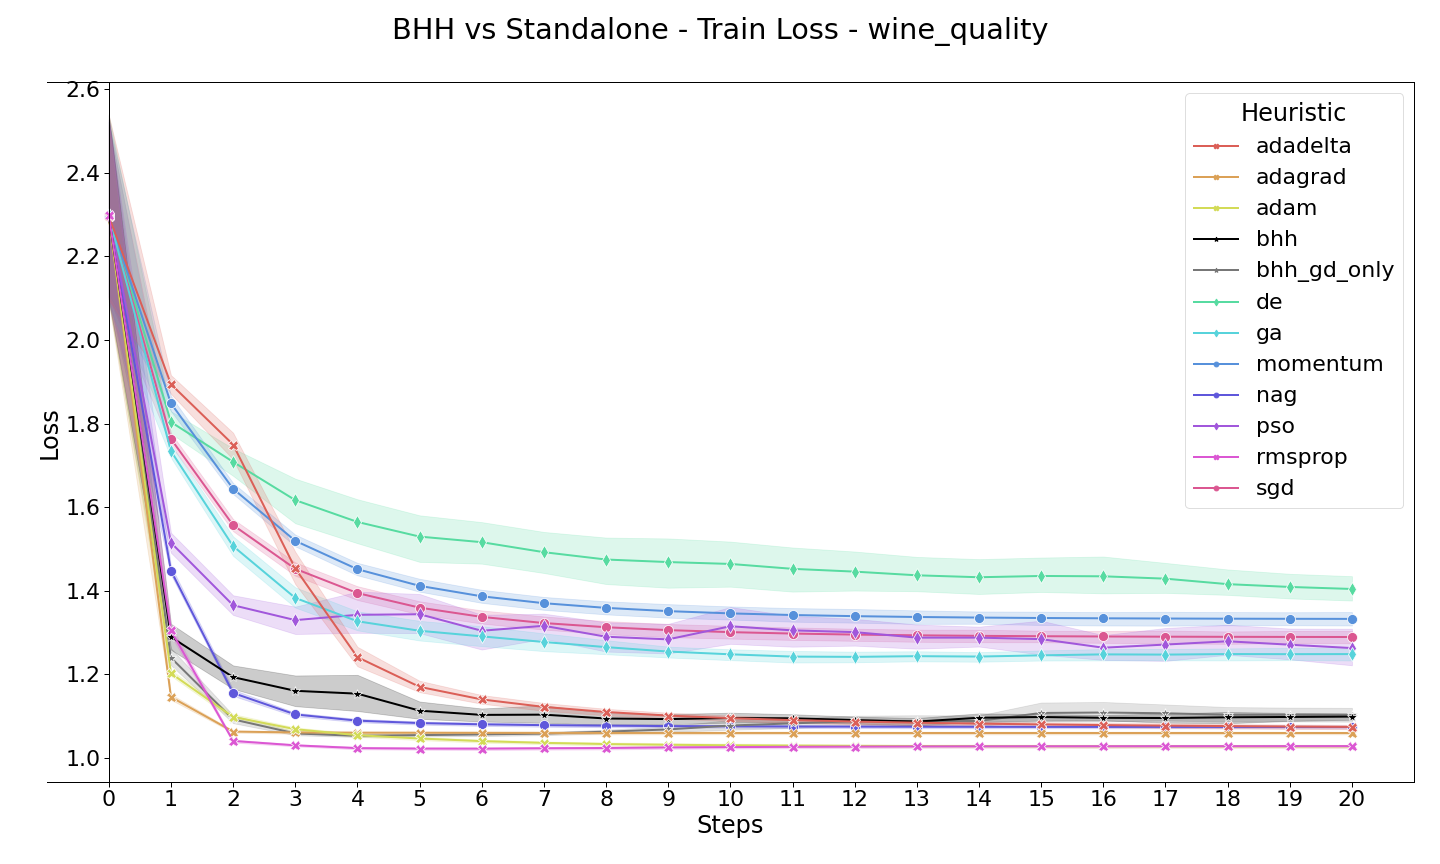 BHH vs Standalone - Train Loss - wine_quality
Loss
2.6
2.4
2.2
2.0
1.8
1.6
1.4
1.2
1.0
Heuristic
adadelta
adagrad
adam
bhh
bhh_gd_only
de
ga
momentum
nag
pso
rmsprop
sgd
0 1 2 3 4 5 6 7 8 9 10 11 12 13 14 15 16 17 18 19 20
Steps